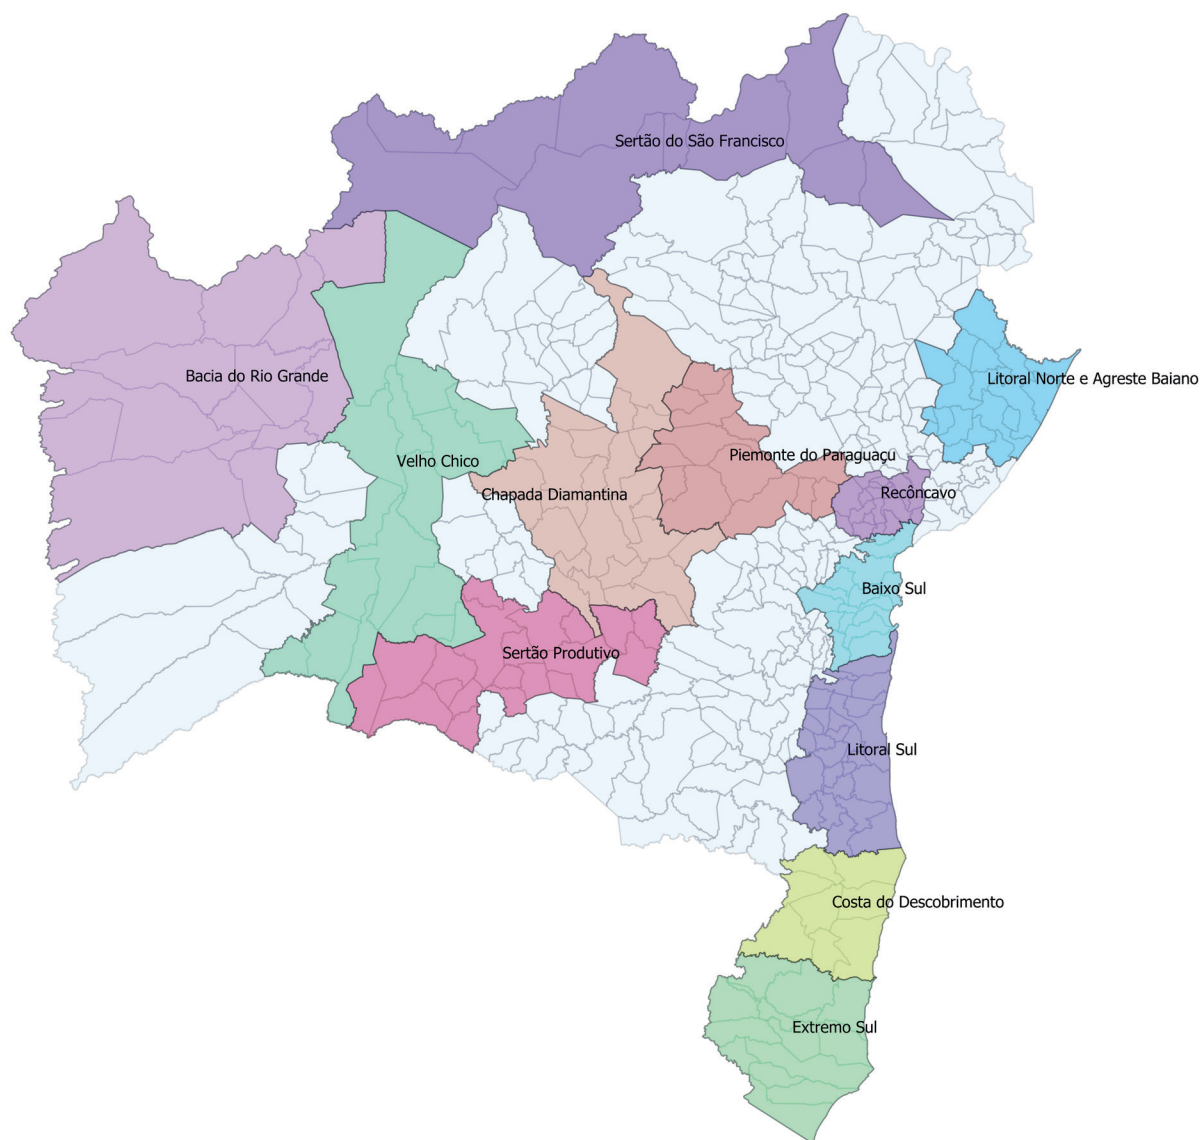 Sertão do São Francisco
Bacia do Rio Grande
Litoral Norte e Agreste Baiano
Velho Chico
Piemonte do Paraguaçu
Chapada Diamantina
Recôncavo
Baixo Sul
Sertão Produtivo
Litoral Sul
Costa do Descobrimento
Extremo Sul